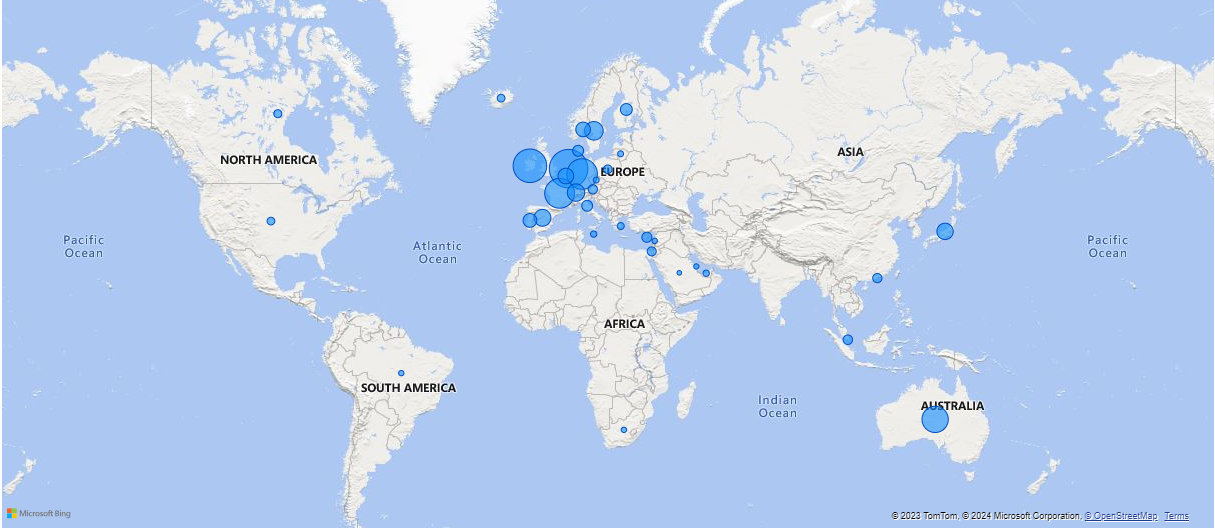 NORTH AMERICA
ASIA
EUROPE
Pacific
Ocean
Atlantic
Ocean
Pacific
Ocean
AFRICA
SOUTH AMERICA
Indian
Ocean
AUSTRALIA
Microsoft Bing
© 2023 TomTom, © 2024 Microsoft Corporation, © OpenStreetMap Terms